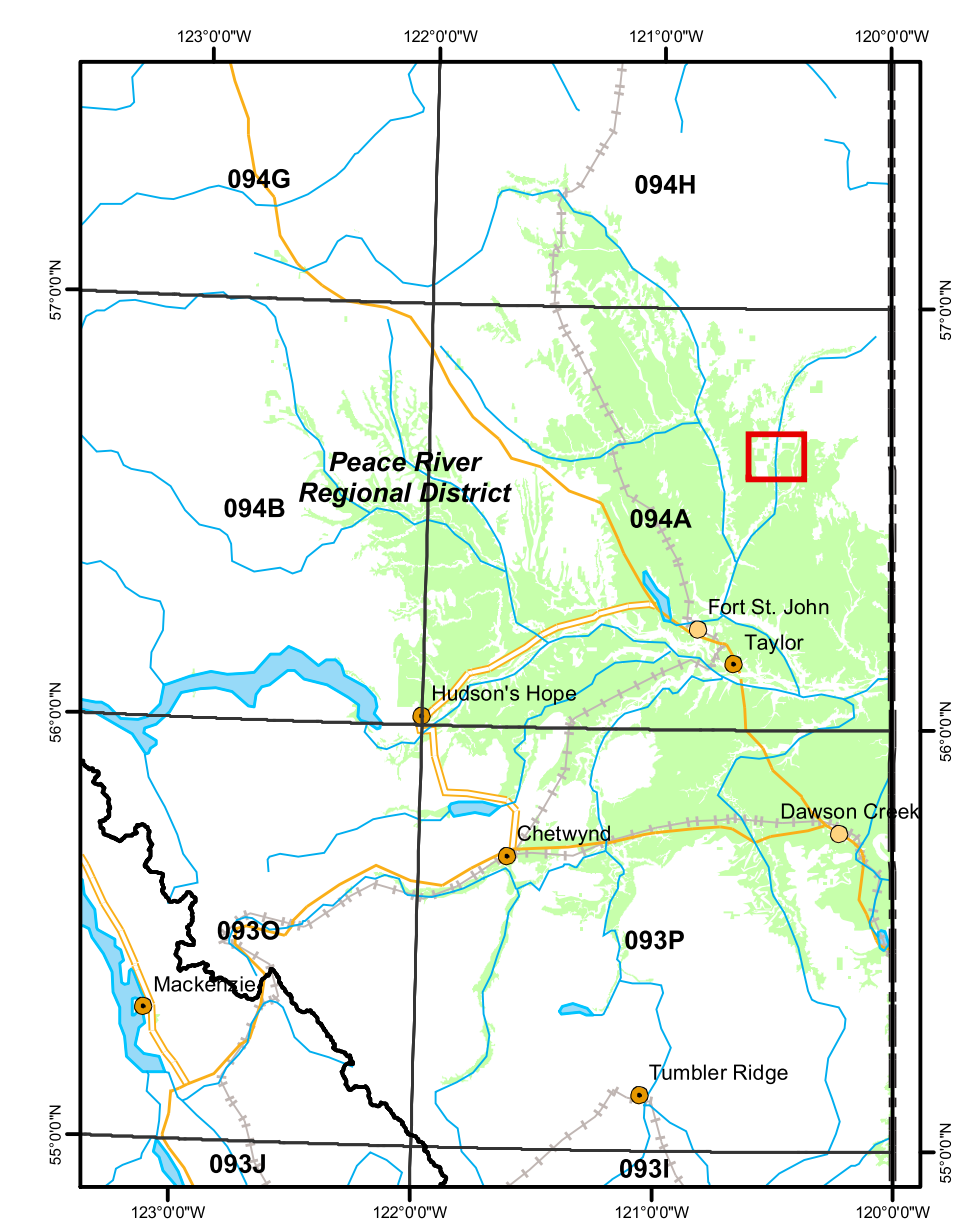 123°0'0"W 122°0'0"W 121°0'0"W 120°0'0"W
094G
094H
57°0'0"N
57°0'0"N
Peace River
Regional District
094B
094A
Fort St. John
Taylor
Hudson's Hope
56°0'0"N
56°0'0"N
Dawson Creek
Chetwynd
093O
093P
Mackenzie
Tumbler Ridge
55°0'0"N
55°0'0"N
093J
093I
123°0'0"W 122°0'0"W 121°0'0"W 120°0'0"W